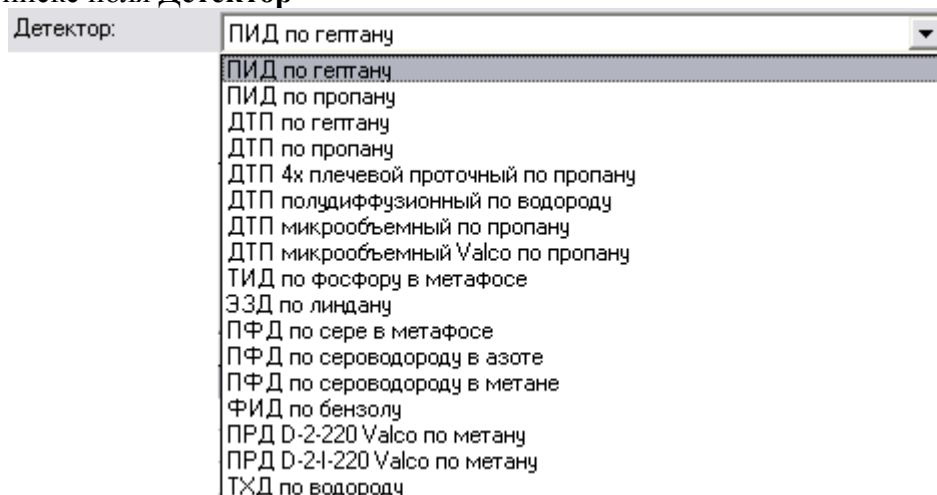 Детектор
Детектор: ПИД по гептану
ПИД по гептану
ПИД по пропану
ДТП по гептану
ДТП по пропану
ДТП 4х плечевой проточный по пропану
ДТП полудиффузионный по водороду
ДТП микрообъемный по пропану
ДТП микрообъемный Valco по пропану
ТИД по фосфору в метафосе
ЭЗД по линдану
ПФД по сере в метафосе
ПФД по сероводороду в азоте
ПФД по сероводороду в метане
ФИД по бензолу
ПРД D-2-220 Valco по метану
ПРД D-2-I-220 Valco по метану
ТХД по водороду